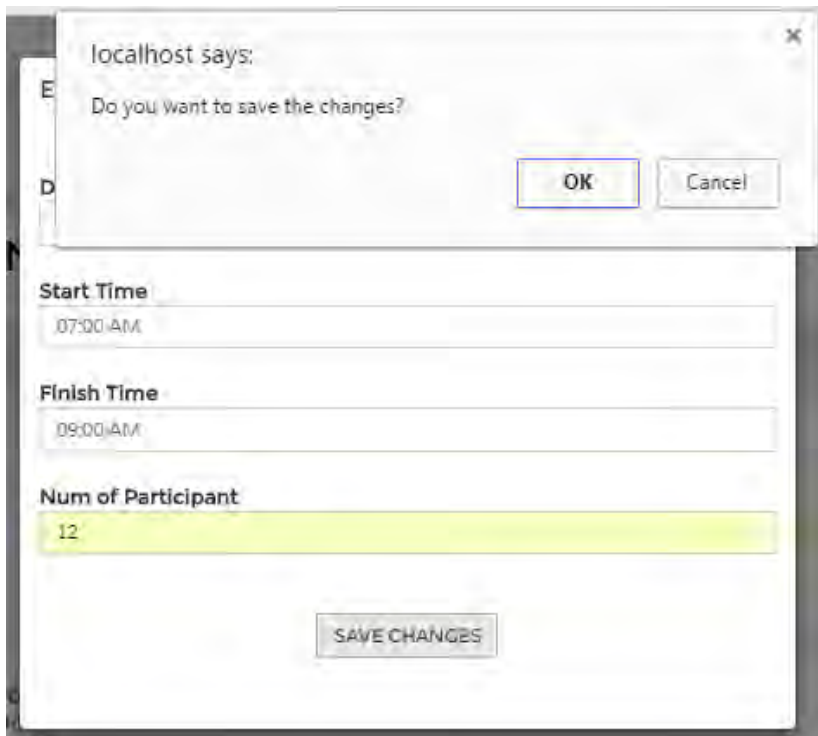 localhost says:
Do you want to save the changes?
OK
Cancel
E
D
Start Time
07:00 AM
Finish Time
09:00 AM
Num of Participant
12
SAVE CHANGES